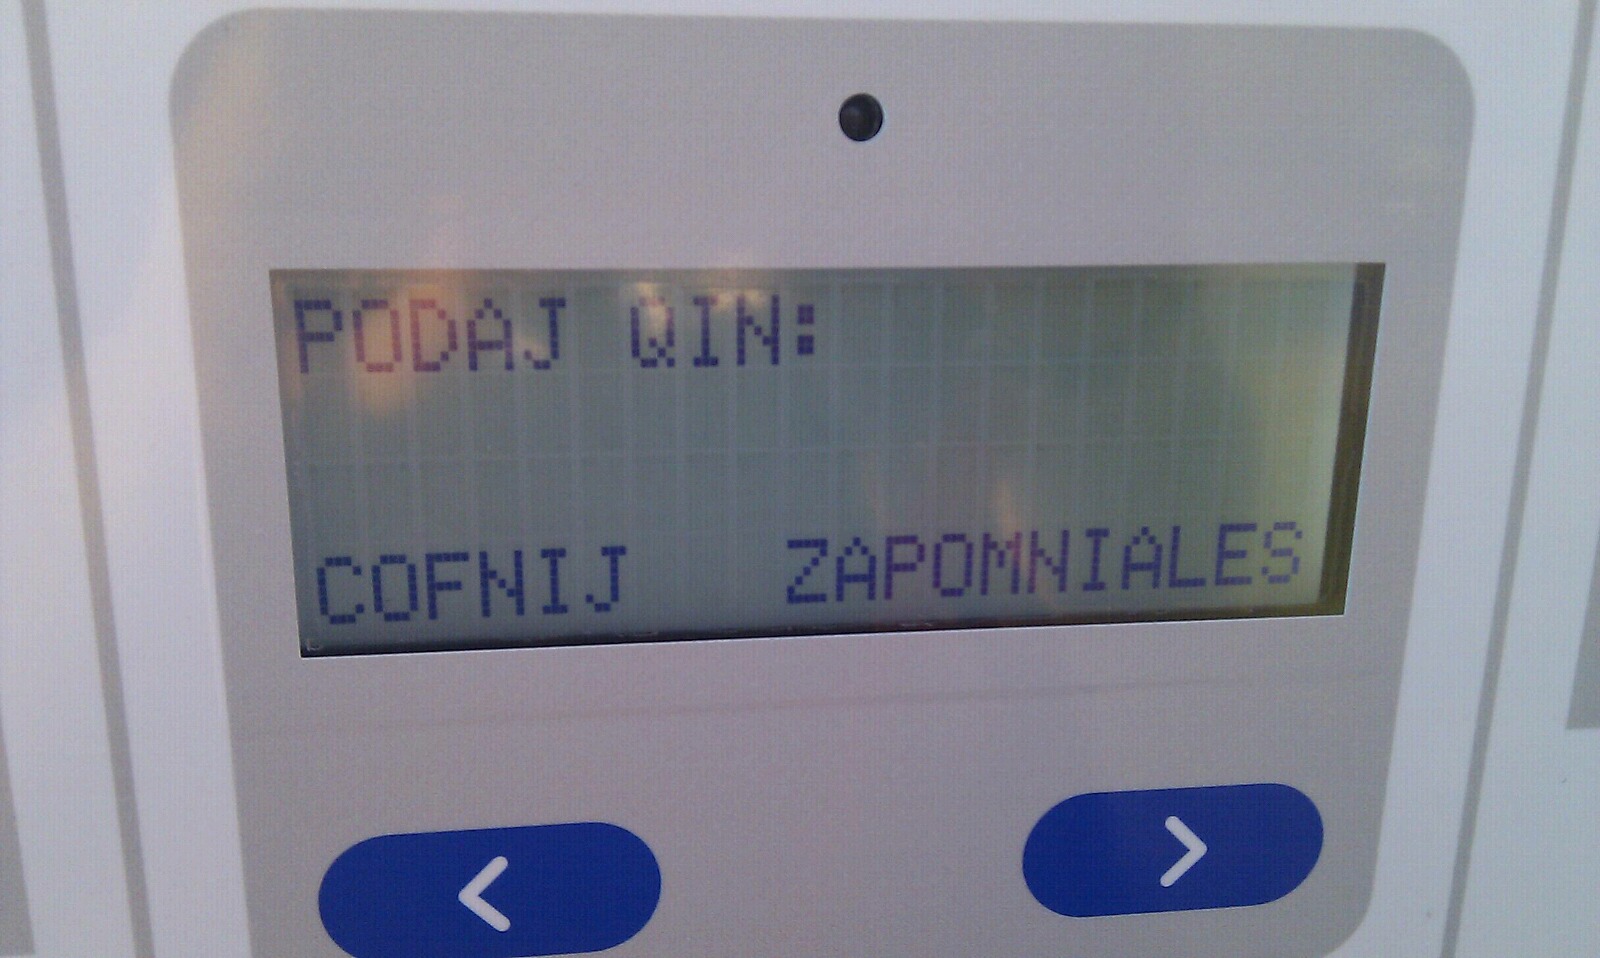 PODAJ QIN:
COFNIJ ZAPOMNIALES